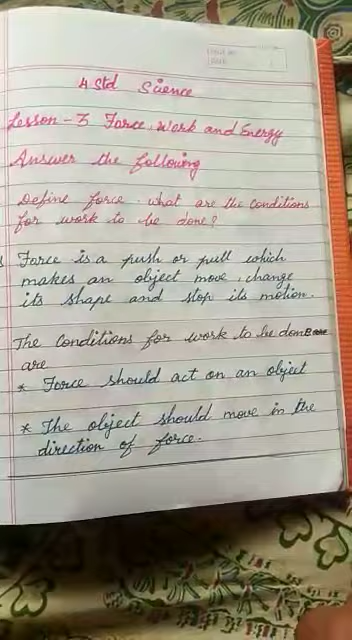 4 Std Science
Lesson - 3 Force, Work and Energy
Answer the following
Define force. what are the conditions
for work to be done?
Force is a push or pull which
makes an object move, change
its shape and stop its motion.
The conditions for work to be done
are
* Force should act on an object
* The object should move in the
direction of force.